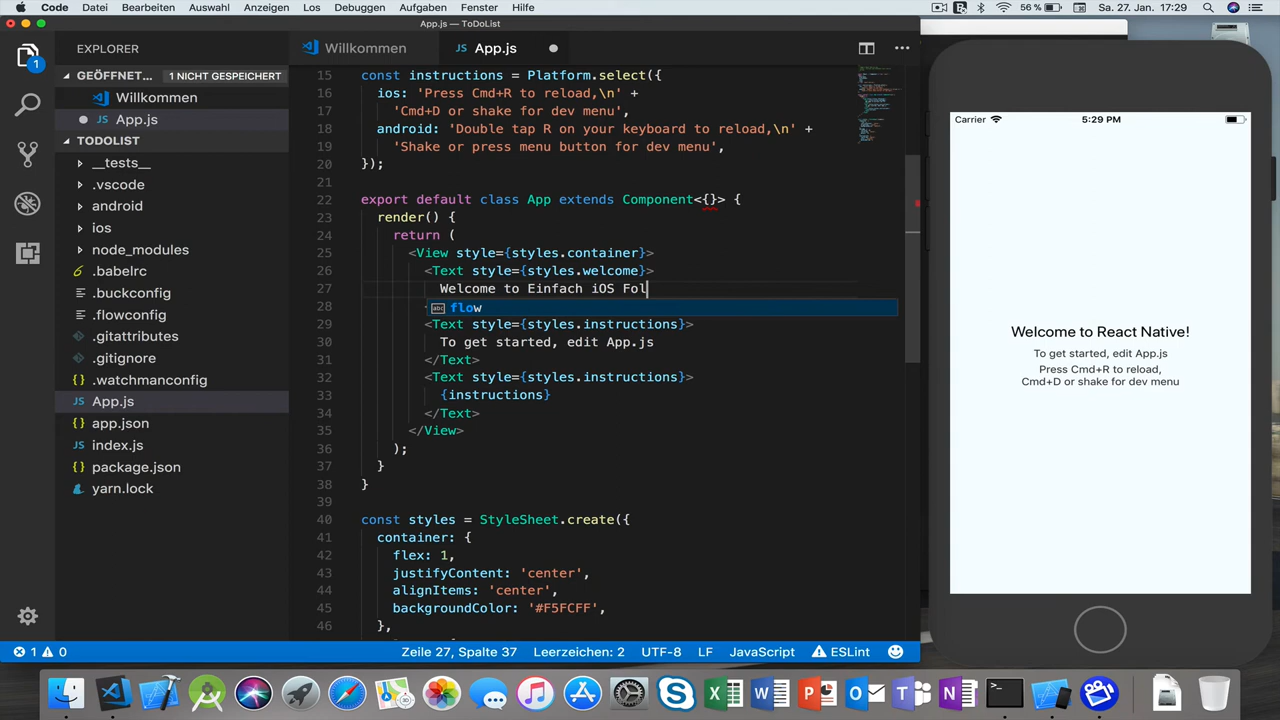 Code Datei Bearbeiten Auswahl Anzeigen Los Debuggen Aufgaben Fenster Hilfe
56 % Sa. 27. Jan. 17:29
App.js — ToDoList
EXPLORER
Willkommen
App.js
GEÖFFNET... 1 NICHT GESPEICHERT
Willkommen
App.js
TODOLIST
__tests__
.vscode
android
ios
node_modules
.babelrc
.buckconfig
.flowconfig
.gitattributes
.gitignore
.watchmanconfig
App.js
app.json
index.js
package.json
yarn.lock
1
15 const instructions = Platform.select({
16 ios: 'Press Cmd+R to reload,\n' +
17 'Cmd+D or shake for dev menu',
18 android: 'Double tap R on your keyboard to reload,\n' +
19 'Shake or press menu button for dev menu',
20 });
21
22 export default class App extends Component<{}> {
23 render() {
24 return (
25 <View style={styles.container}>
26 <Text style={styles.welcome}>
27 Welcome to Einfach iOS Fol
28 flow
29 <Text style={styles.instructions}>
30 To get started, edit App.js
31 </Text>
32 <Text style={styles.instructions}>
33 {instructions}
34 </Text>
35 </View>
36 );
37 }
38 }
39
40 const styles = StyleSheet.create({
41 container: {
42 flex: 1,
43 justifyContent: 'center',
44 alignItems: 'center',
45 backgroundColor: '#F5FCFF',
46 },
1 0 Zeile 27, Spalte 37 Leerzeichen: 2 UTF-8 LF JavaScript ESLint
Carrier 5:29 PM
Welcome to React Native!
To get started, edit App.js
Press Cmd+R to reload,
Cmd+D or shake for dev menu